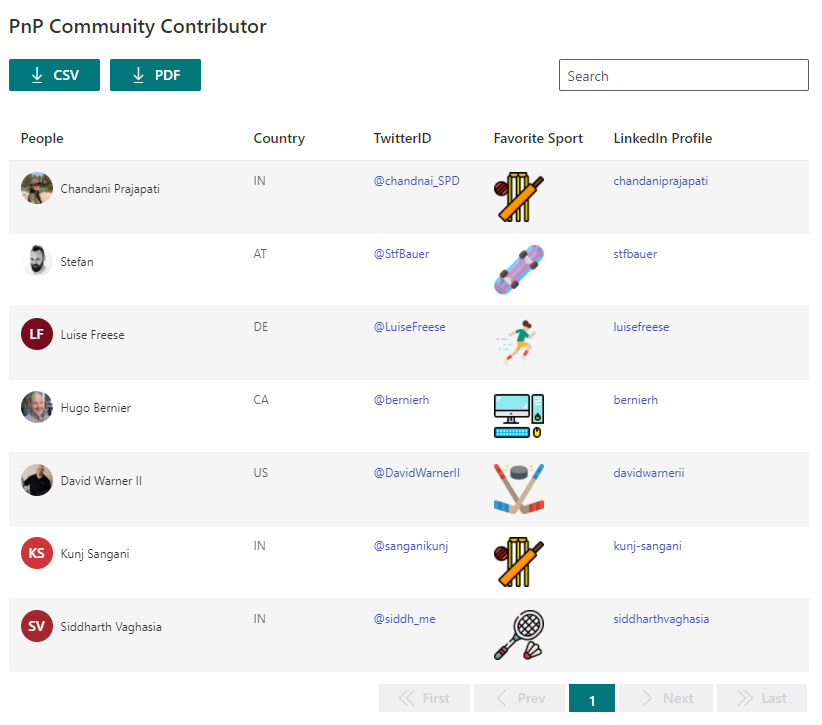 PnP Community Contributor
CSV PDF Search
People Country TwitterID Favorite Sport LinkedIn Profile
Chandani Prajapati IN @chandnai_SPD chandaniprajapati
Stefan AT @StfBauer stfbauer
LF Luise Freese DE @LuiseFreese luisefreese
Hugo Bernier CA @bernierh bernierh
David Warner II US @DavidWarnerII davidwarnerii
KS Kunj Sangani IN @sanganikunj kunj-sangani
SV Siddharth Vaghasia IN @siddh_me siddharthvaghasia
First Prev 1 Next Last